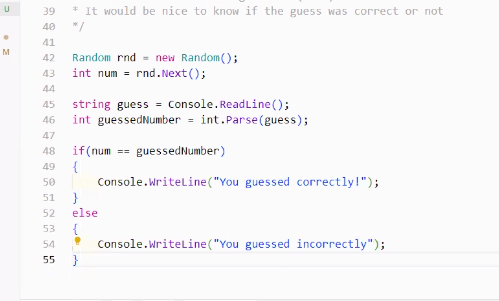 U
39 * It would be nice to know if the guess was correct or not
40 */
41
M
42 Random rnd = new Random();
43 int num = rnd.Next();
44
45 string guess = Console.ReadLine();
46 int guessedNumber = int.Parse(guess);
47
48 if(num == guessedNumber)
49 {
50     Console.WriteLine("You guessed correctly!");
51 }
52 else
53 {
54     Console.WriteLine("You guessed incorrectly");
55 }